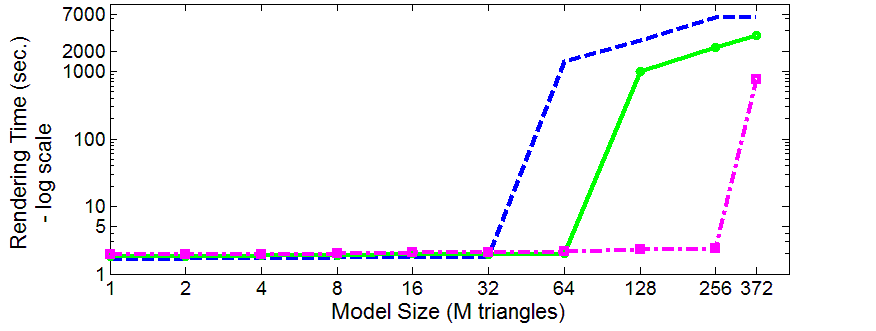 Rendering Time (sec.)
- log scale
7000
2000
1000
100
10
5
1
1 2 4 8 16 32 64 128 256 372
Model Size (M triangles)